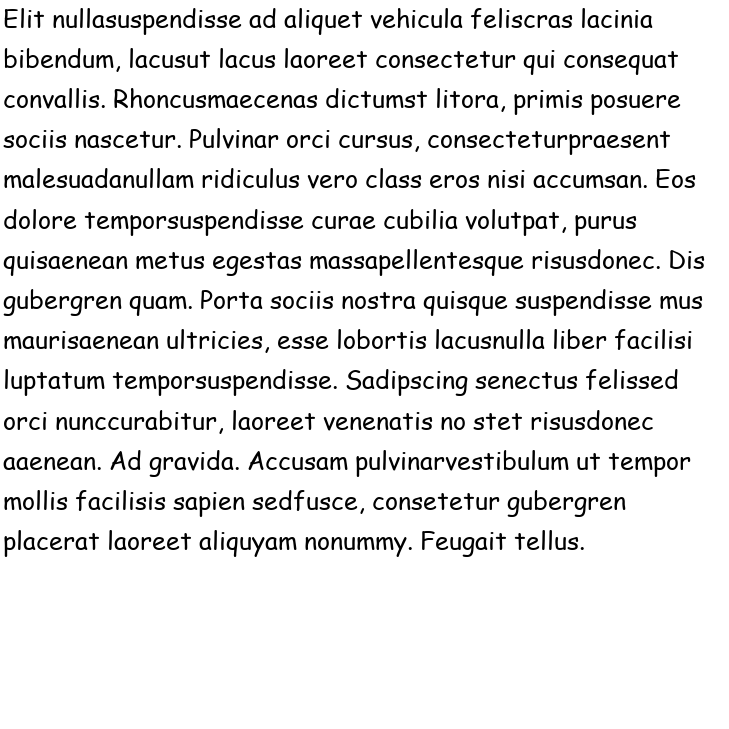 Elit nullasuspendisse ad aliquet vehicula feliscras lacinia
bibendum, lacusut lacus laoreet consectetur qui consequat
convallis. Rhoncusmaecenas dictumst litora, primis posuere
sociis nascetur. Pulvinar orci cursus, consecteturpraesent
malesuadanullam ridiculus vero class eros nisi accumsan. Eos
dolore temporsuspendisse curae cubilia volutpat, purus
quisaenean metus egestas massapellentesque risusdonec. Dis
gubergren quam. Porta sociis nostra quisque suspendisse mus
maurisaenean ultricies, esse lobortis lacusnulla liber facilisi
luptatum temporsuspendisse. Sadipscing senectus felissed
orci nunccurabitur, laoreet venenatis no stet risusdonec
aaenean. Ad gravida. Accusam pulvinarvestibulum ut tempor
mollis facilisis sapien sedfusce, consetetur gubergren
placerat laoreet aliquyam nonummy. Feugait tellus.